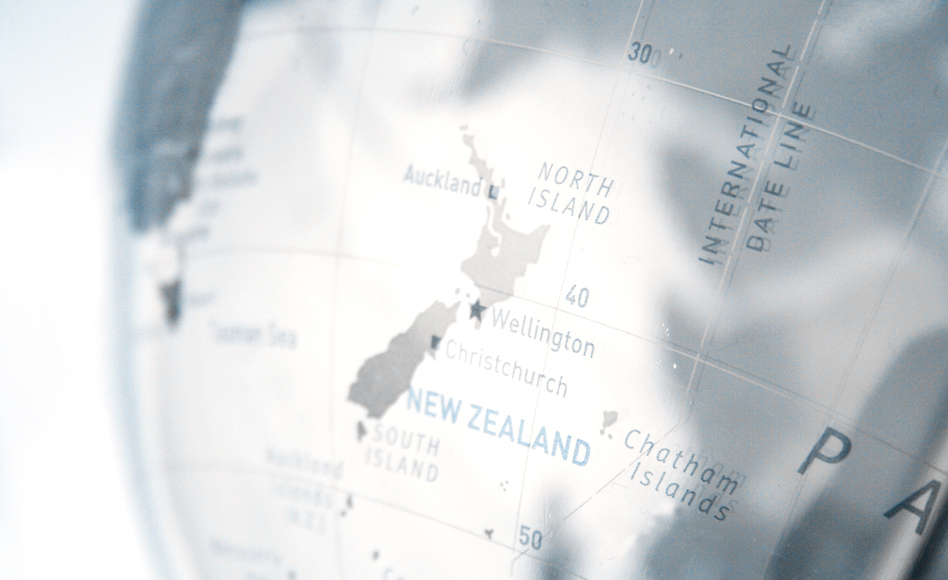 30
INTERNATIONAL
DATE LINE
Auckland
NORTH
ISLAND
40
Wellington
Tasman Sea
Christchurch
NEW ZEALAND
Chatham
Islands
P
A
SOUTH
ISLAND
Auckland
Islands
50